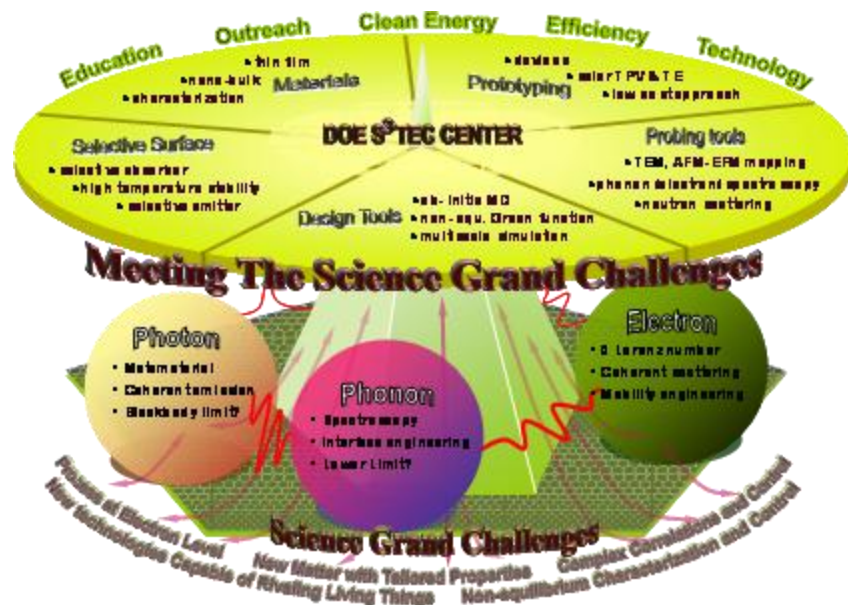 Education
Outreach
Clean Energy
Efficiency
Technology
• thin film
• nano-bulk
• characterization
Materials
• devices
• solar TPV & TE
• low cost approach
Prototyping
DOE S³TEC CENTER
Selective Surface
• selective absorber
• high temperature stability
• selective emitter
Probing tools
• TEM, AFM-EFM mapping
• phonon/electron/spectroscopy
• neutron scattering
Design Tools
• ab-initio MD
• non-equ. Green function
• multiscale simulation
Meeting The Science Grand Challenges
Photon
• Metamaterial
• Coherent emission
• Blackbody limit?
Phonon
• Spectroscopy
• Interface engineering
• Lower Limit?
Electron
• 0 Lorenz number
• Coherent scattering
• Mobility engineering
Science Grand Challenges
Process at Electron Level
New technologies Capable of Rivaling Living Things
New Matter with Tailored Properties
Complex Correlations and Control
Non-equilibrium Characterization and Control